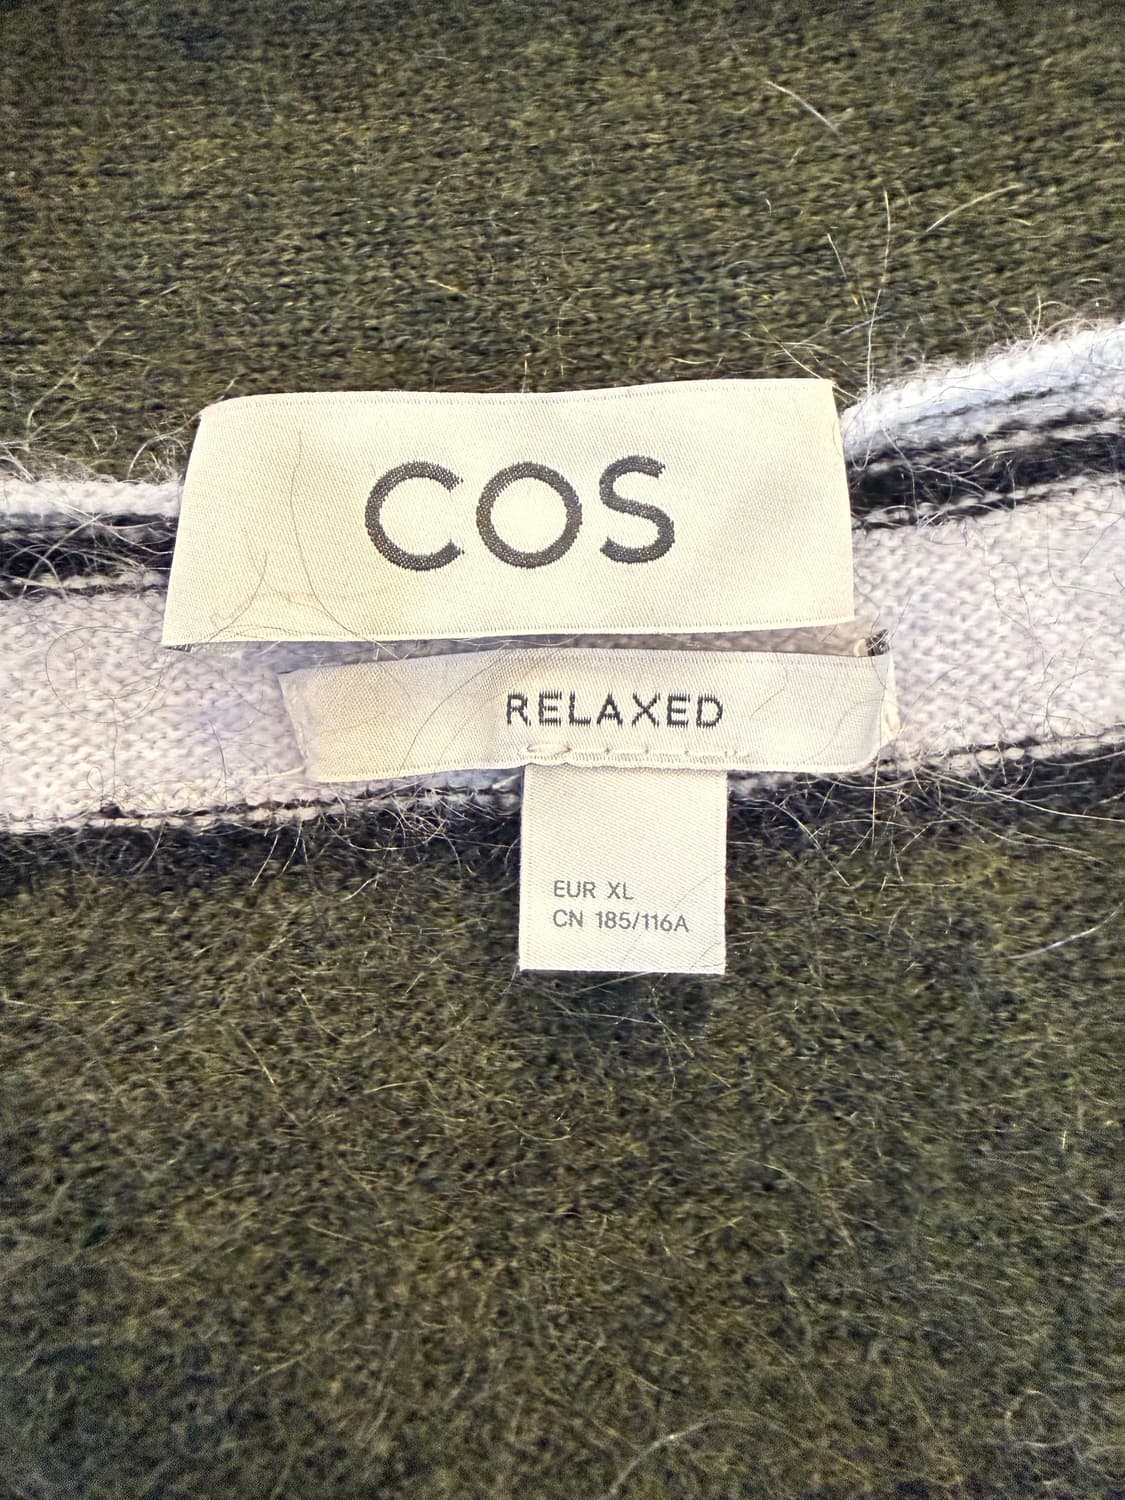 COS
RELAXED
EUR XL
CN 185/116A